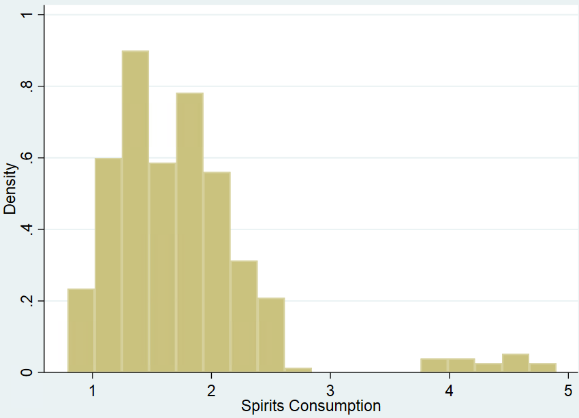 1
.8
.6
.4
.2
0
Density
1 2 3 4 5
Spirits Consumption